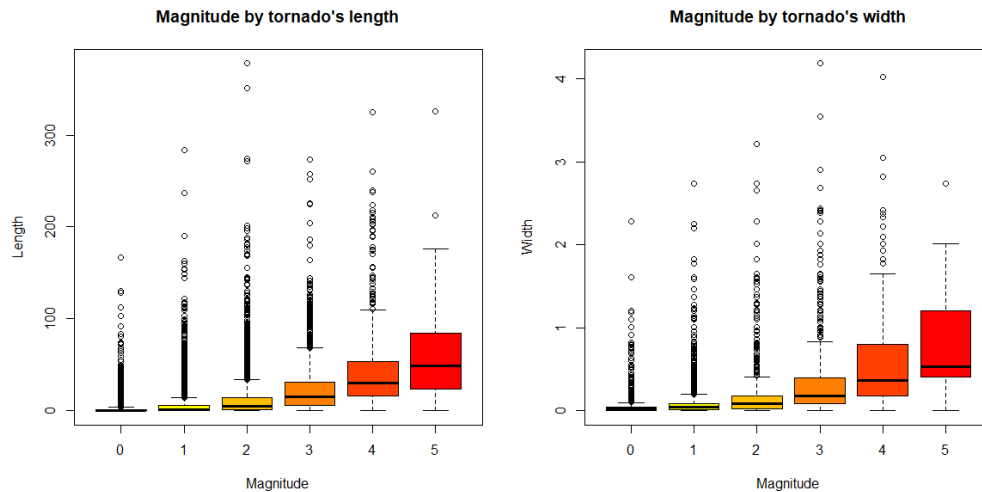 Magnitude by tornado's length
Length
300
200
100
0
0 1 2 3 4 5
Magnitude
Magnitude by tornado's width
Width
4
3
2
1
0
0 1 2 3 4 5
Magnitude